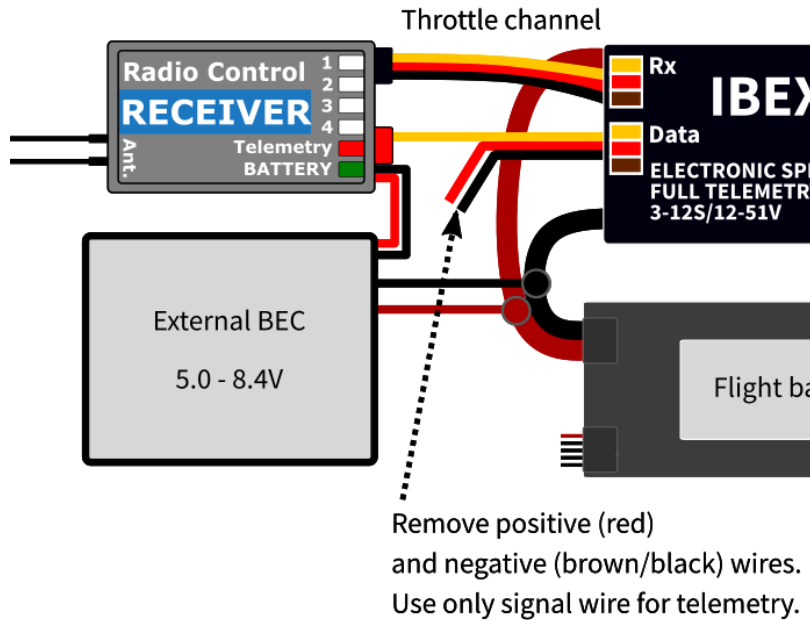 Throttle channel
Radio Control
RECEIVER
Ant.
1
2
3
4
Telemetry
BATTERY
Rx
IBEX
Data
ELECTRONIC SPE
FULL TELEMETR
3-12S/12-51V
External BEC
5.0 - 8.4V
Flight ba
Remove positive (red)
and negative (brown/black) wires.
Use only signal wire for telemetry.